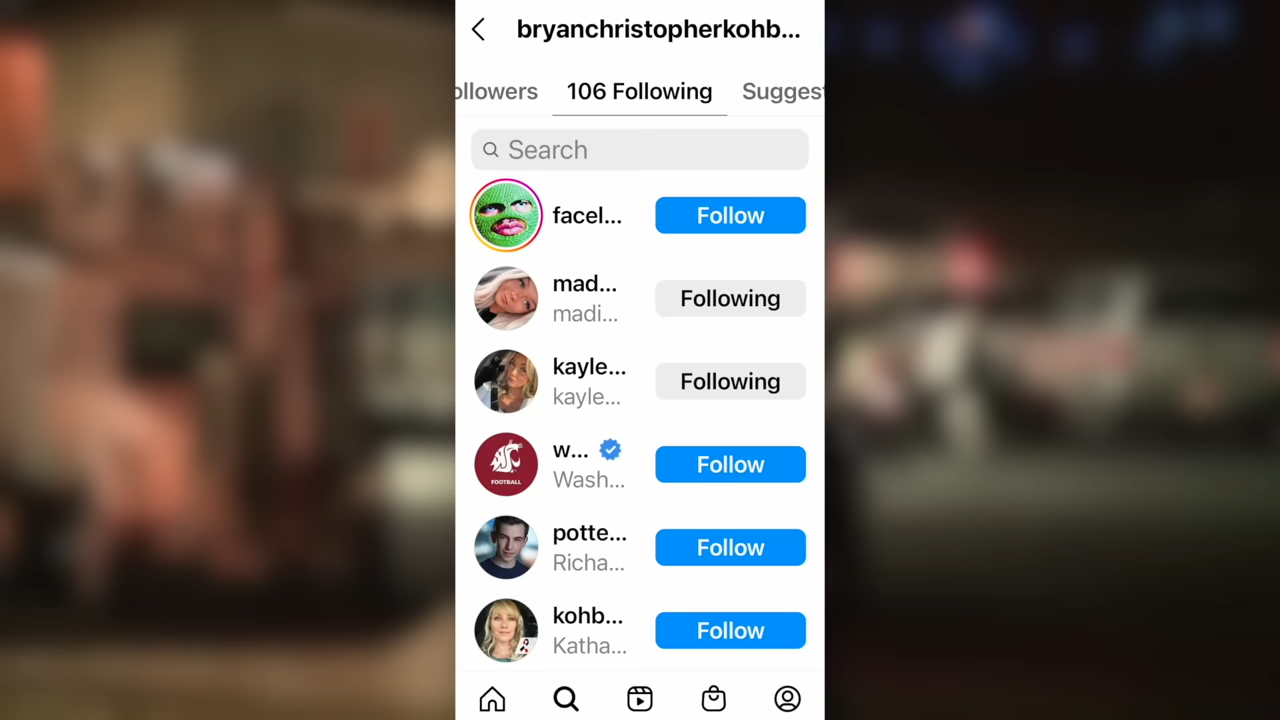 bryanchristopherkohb...
ollowers 106 Following Suggest
Search
facel... Follow
mad...
madi...
Following
kayle...
kayle...
Following
w...
Wash...
Follow
FOOTBALL
potte...
Richa...
Follow
kohb...
Katha...
Follow